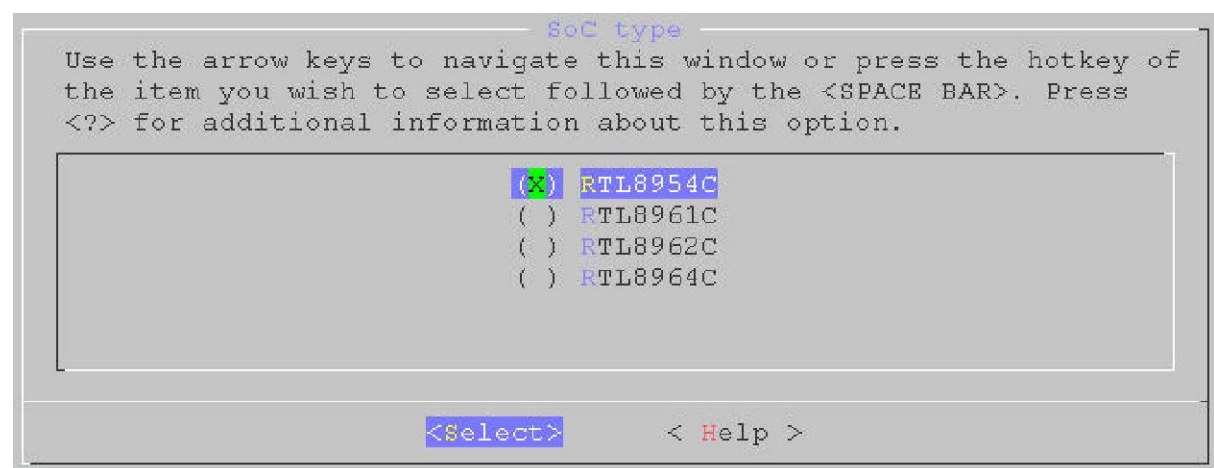 SoC type
Use the arrow keys to navigate this window or press the hotkey of
the item you wish to select followed by the <SPACE BAR>. Press
<?> for additional information about this option.
(X) RTL8954C
( ) RTL8961C
( ) RTL8962C
( ) RTL8964C
<Select> < Help >